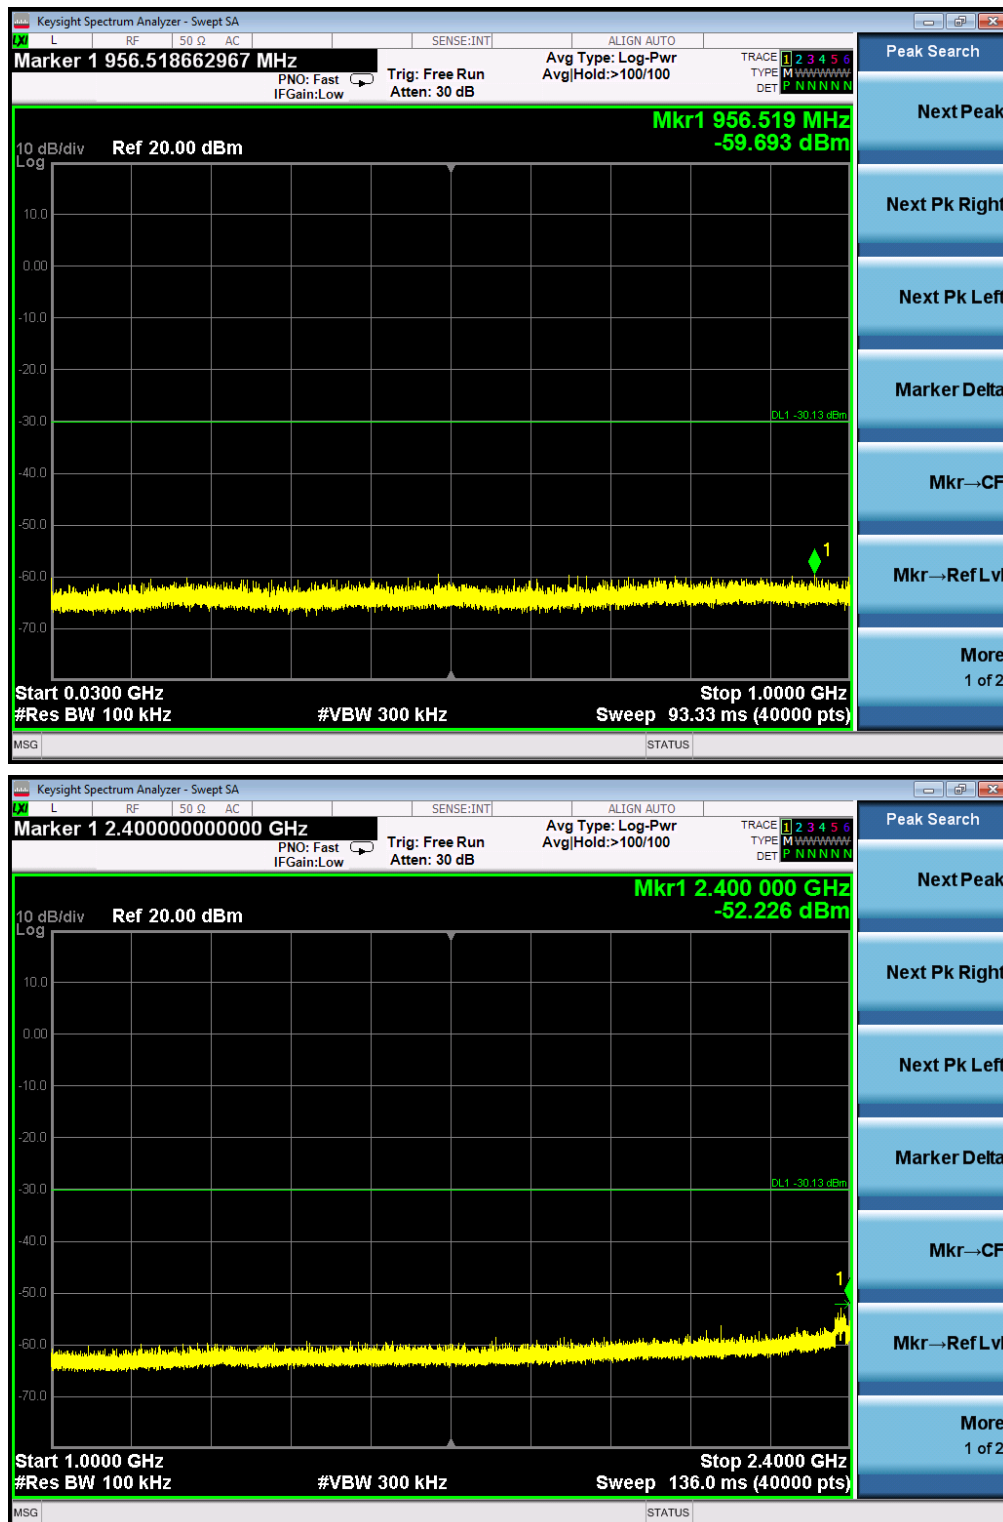 Keysight Spectrum Analyzer - Swept SA
LXI L RF 50 Ω AC SENSE:INT ALIGN AUTO
Marker 1 956.518662967 MHz
PNO: Fast
IFGain:Low
Trig: Free Run
Atten: 30 dB
Avg Type: Log-Pwr
Avg|Hold:>100/100
TRACE 1 2 3 4 5 6
TYPE M WWWWW
DET P N N N N N
Mkr1 956.519 MHz
-59.693 dBm
10 dB/div Ref 20.00 dBm
Log
10.0
0.00
-10.0
-20.0
-30.0
DL1 -30.13 dBm
-40.0
-50.0
1
-60.0
-70.0
Start 0.0300 GHz Stop 1.0000 GHz
#Res BW 100 kHz #VBW 300 kHz Sweep 93.33 ms (40000 pts)
MSG STATUS
Peak Search
Next Peak
Next Pk Right
Next Pk Left
Marker Delta
Mkr→CF
Mkr→Ref Lvl
More
1 of 2
Keysight Spectrum Analyzer - Swept SA
LXI L RF 50 Ω AC SENSE:INT ALIGN AUTO
Marker 1 2.400000000000 GHz
PNO: Fast
IFGain:Low
Trig: Free Run
Atten: 30 dB
Avg Type: Log-Pwr
Avg|Hold:>100/100
TRACE 1 2 3 4 5 6
TYPE M WWWWW
DET P N N N N N
Mkr1 2.400 000 GHz
-52.226 dBm
10 dB/div Ref 20.00 dBm
Log
10.0
0.00
-10.0
-20.0
-30.0
DL1 -30.13 dBm
-40.0
1
-50.0
-60.0
-70.0
Start 1.0000 GHz Stop 2.4000 GHz
#Res BW 100 kHz #VBW 300 kHz Sweep 136.0 ms (40000 pts)
MSG STATUS
Peak Search
Next Peak
Next Pk Right
Next Pk Left
Marker Delta
Mkr→CF
Mkr→Ref Lvl
More
1 of 2